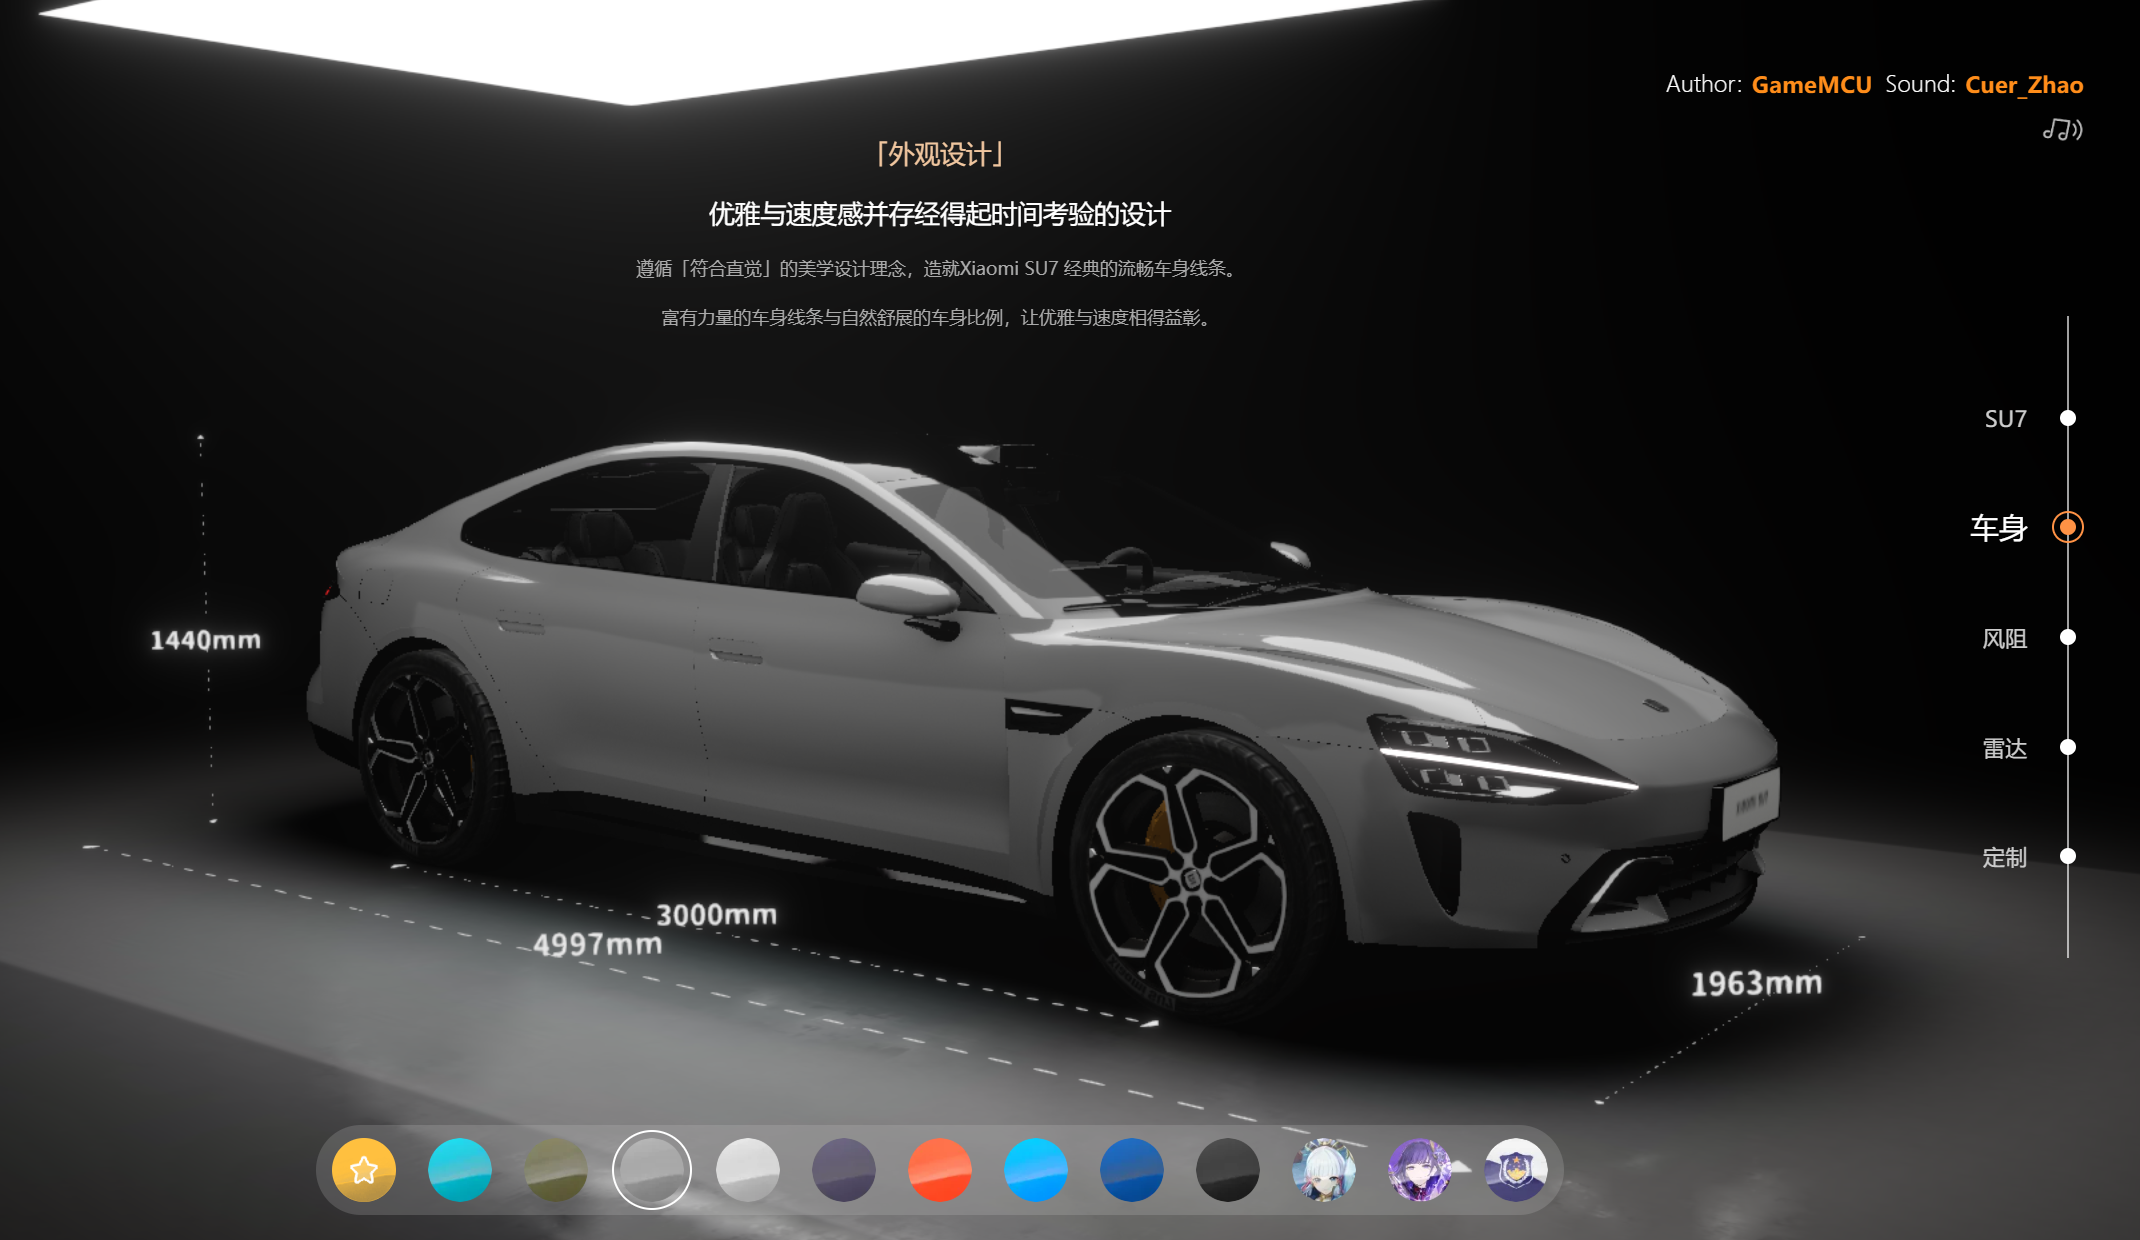 Author: GameMCU Sound: Cuer_Zhao
「外观设计」
优雅与速度感并存经得起时间考验的设计
遵循「符合直觉」的美学设计理念，造就Xiaomi SU7 经典的流畅车身线条。
富有力量的车身线条与自然舒展的车身比例，让优雅与速度相得益彰。
SU7
车身
风阻
雷达
定制
1440mm
3000mm
4997mm
1963mm